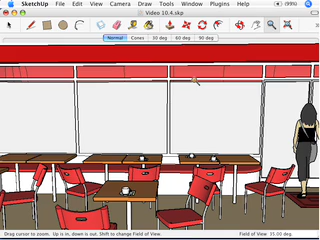 SketchUp File Edit View Camera Draw Tools Window Plugins Help (99%)
Video 10.4.skp
Normal Cones 30 deg 60 deg 90 deg
Drag cursor to zoom. Up is in, down is out. Shift to change Field of View. Field of View 35.00 deg